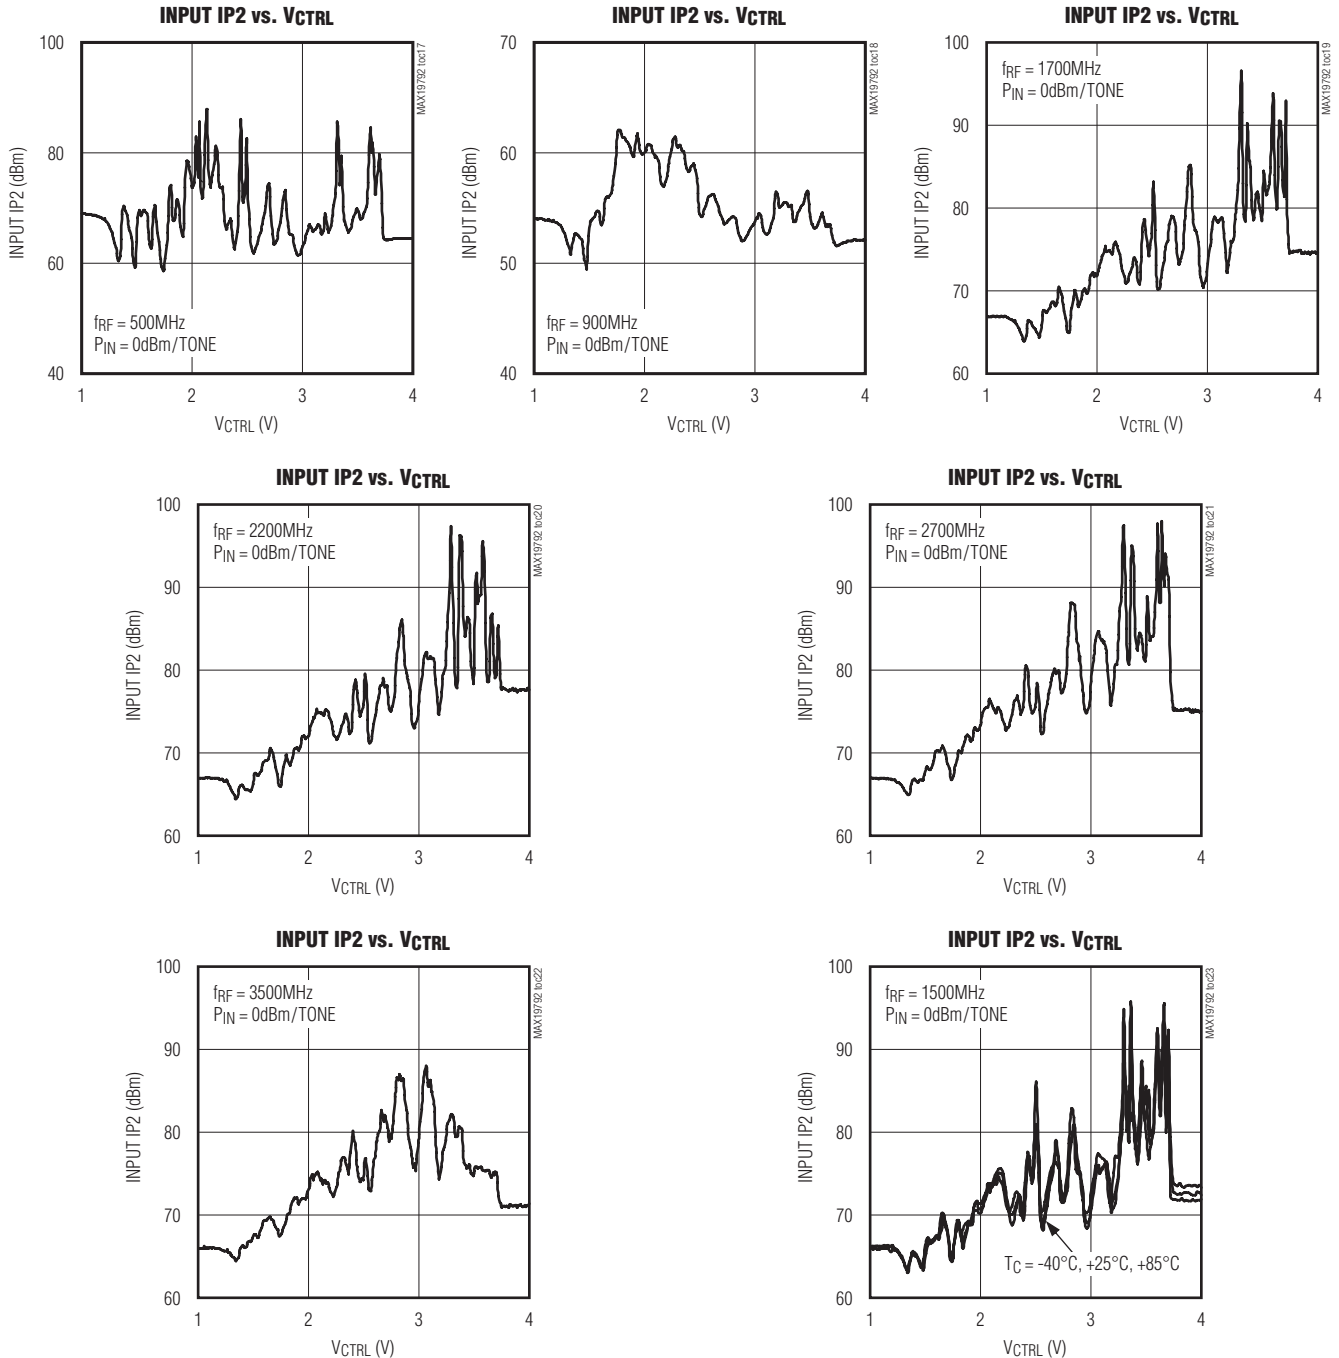 INPUT IP2 vs. VCTRL
100
80
60
40
1
2
3
4
INPUT IP2 (dBm)
VCTRL (V)
fRF = 500MHz
PIN = 0dBm/TONE
MAX19792 toc17
INPUT IP2 vs. VCTRL
70
60
50
40
1
2
3
4
INPUT IP2 (dBm)
VCTRL (V)
fRF = 900MHz
PIN = 0dBm/TONE
MAX19792 toc18
INPUT IP2 vs. VCTRL
100
90
80
70
60
1
2
3
4
INPUT IP2 (dBm)
VCTRL (V)
fRF = 1700MHz
PIN = 0dBm/TONE
MAX19792 toc19
INPUT IP2 vs. VCTRL
100
90
80
70
60
1
2
3
4
INPUT IP2 (dBm)
VCTRL (V)
fRF = 2200MHz
PIN = 0dBm/TONE
MAX19792 toc20
INPUT IP2 vs. VCTRL
100
90
80
70
60
1
2
3
4
INPUT IP2 (dBm)
VCTRL (V)
fRF = 2700MHz
PIN = 0dBm/TONE
MAX19792 toc21
INPUT IP2 vs. VCTRL
100
90
80
70
60
1
2
3
4
INPUT IP2 (dBm)
VCTRL (V)
fRF = 3500MHz
PIN = 0dBm/TONE
MAX19792 toc22
INPUT IP2 vs. VCTRL
100
90
80
70
60
1
2
3
4
INPUT IP2 (dBm)
VCTRL (V)
fRF = 1500MHz
PIN = 0dBm/TONE
TC = -40°C, +25°C, +85°C
MAX19792 toc23